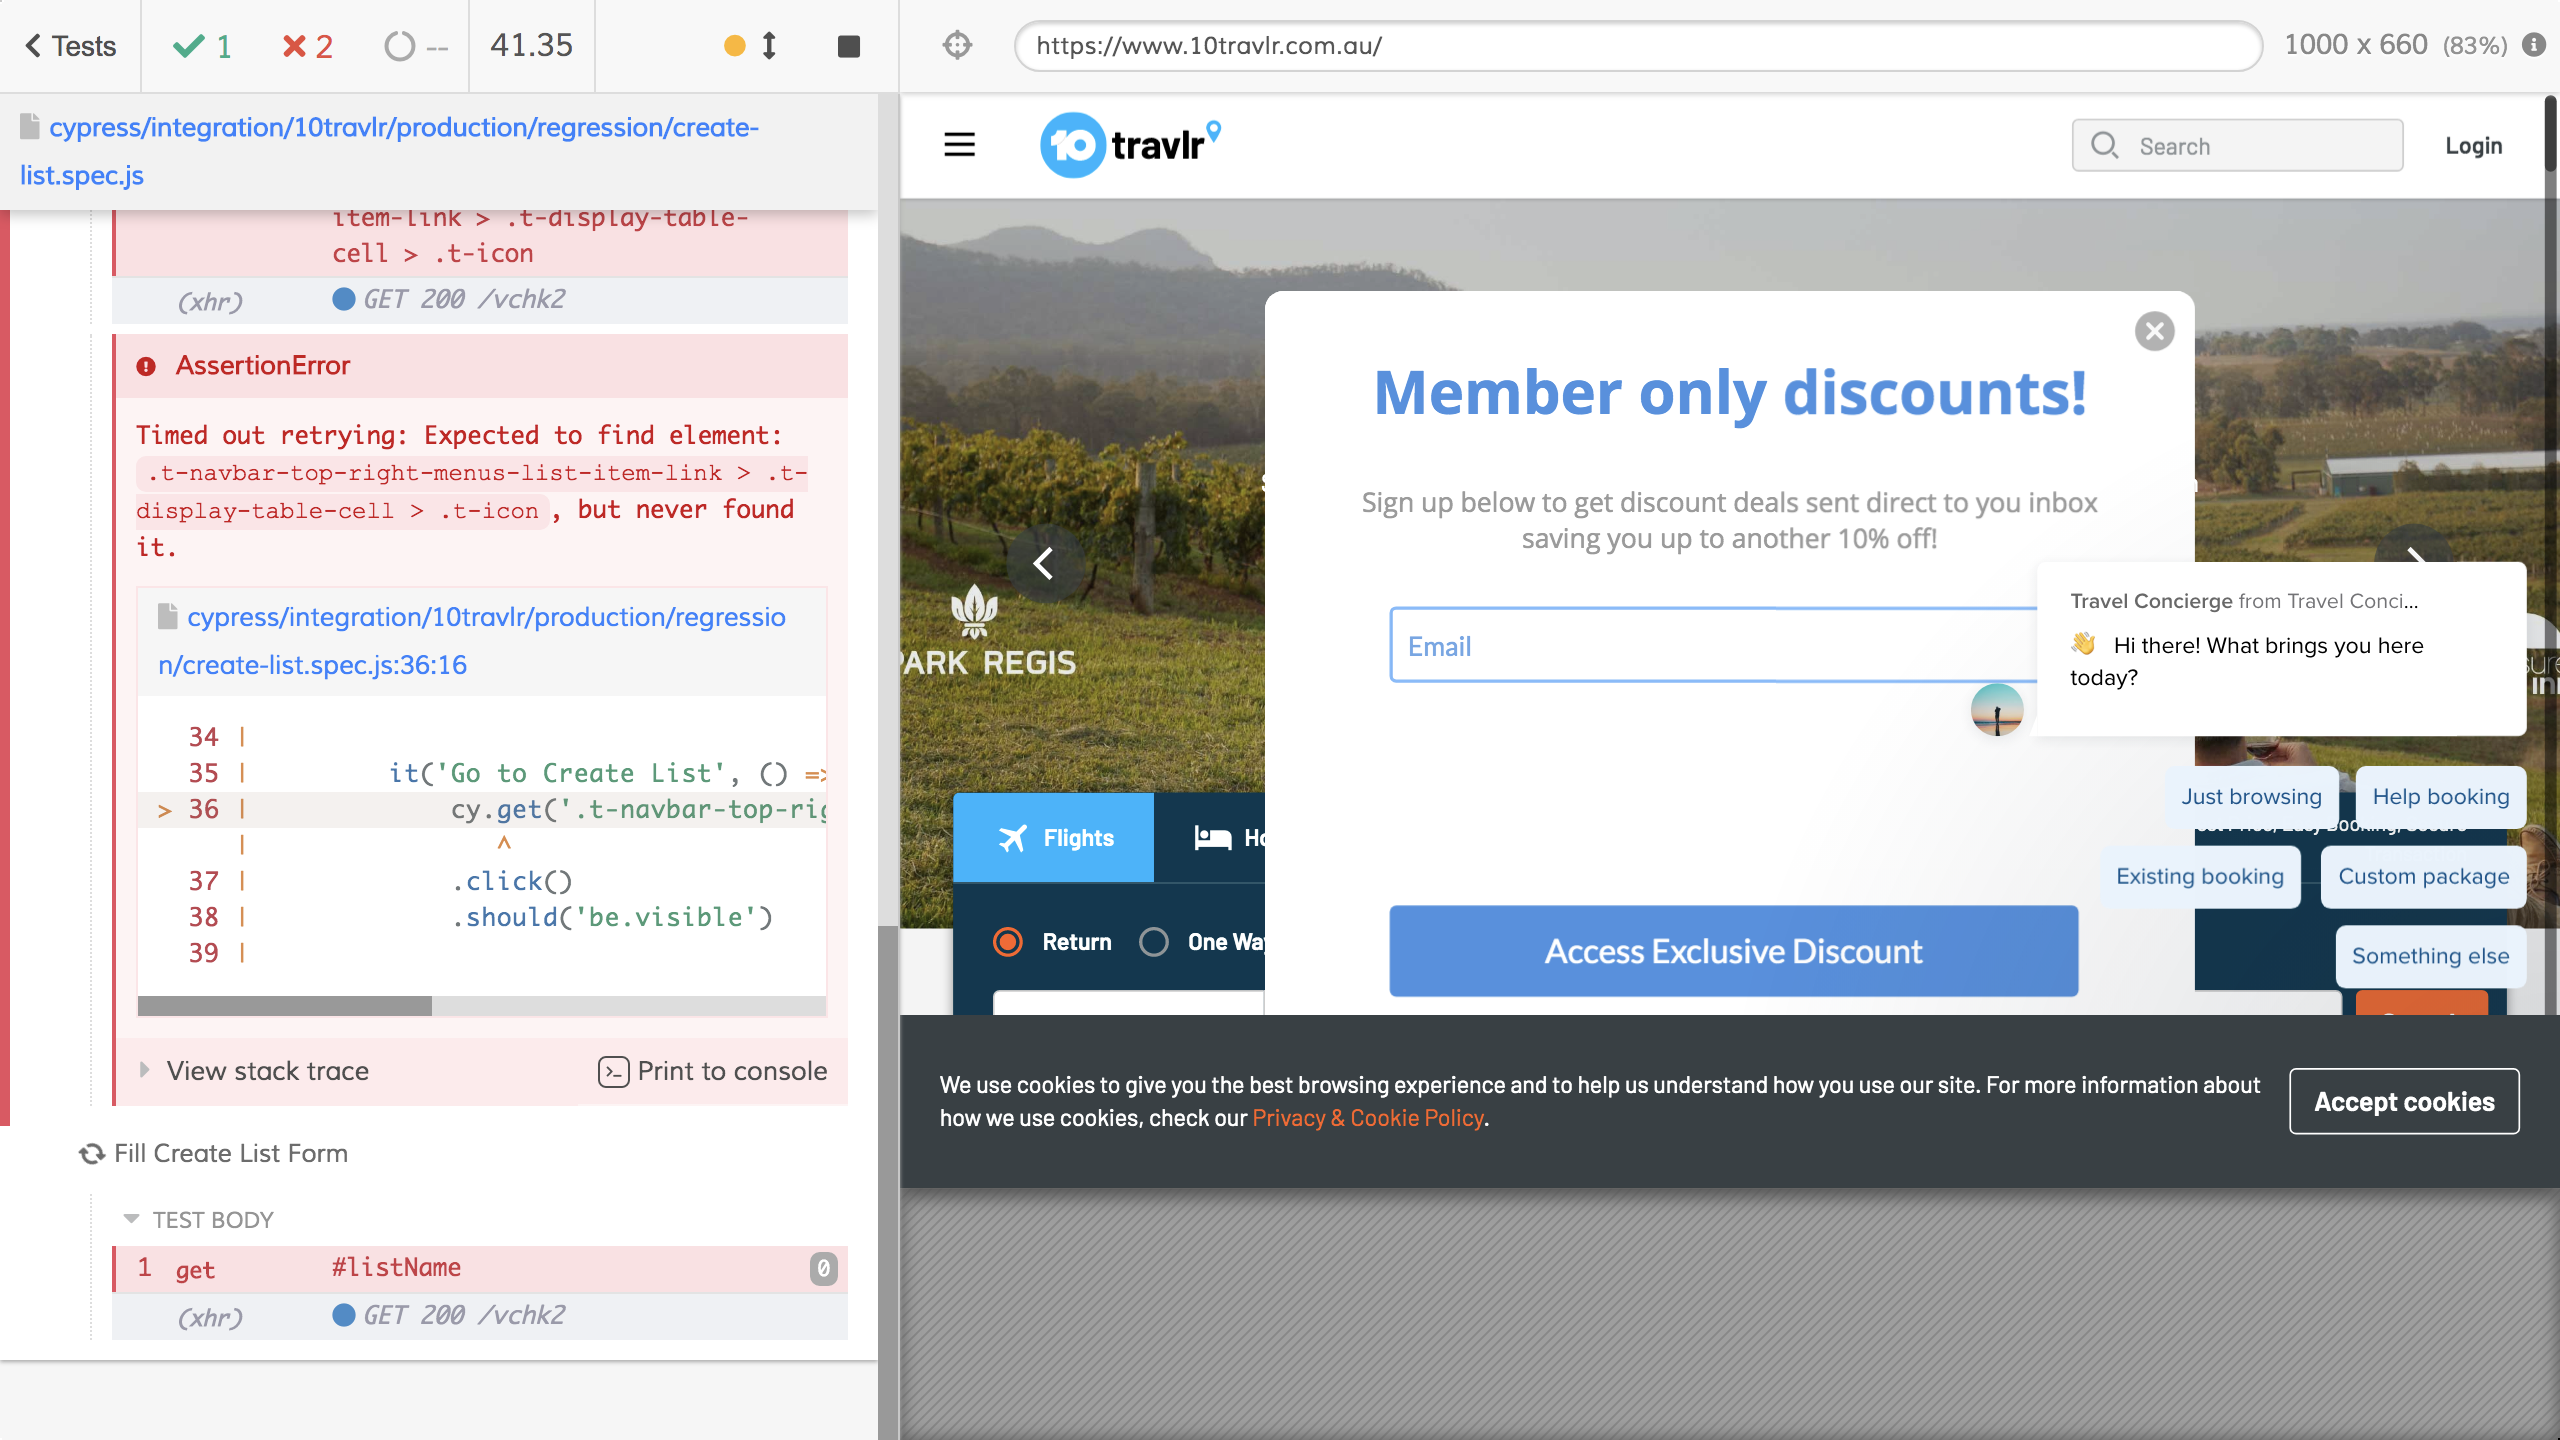 Tests
1
2
--
41.35
https://www.10travlr.com.au/
1000 x 660 (83%)
cypress/integration/10travlr/production/regression/create-
list.spec.js
item-link > .t-display-table-
cell > .t-icon
(xhr) GET 200 /vchk2
AssertionError
Timed out retrying: Expected to find element:
.t-navbar-top-right-menus-list-item-link > .t-
display-table-cell > .t-icon, but never found
it.
cypress/integration/10travlr/production/regressio
n/create-list.spec.js:36:16
34 |
35 | it('Go to Create List', () =>
> 36 | cy.get('.t-navbar-top-rig
| ^
37 | .click()
38 | .should('be.visible')
39 |
View stack trace
Print to console
Fill Create List Form
TEST BODY
1 get #listName 0
(xhr) GET 200 /vchk2
10 travlr
Search
Login
Member only discounts!
Sign up below to get discount deals sent direct to you inbox
saving you up to another 10% off!
Email
PARK REGIS
Travel Concierge from Travel Conci...
👋 Hi there! What brings you here
today?
Just browsing
Help booking
Existing booking
Custom package
Something else
Flights
Return
One Way
Access Exclusive Discount
We use cookies to give you the best browsing experience and to help us understand how you use our site. For more information about
how we use cookies, check our Privacy & Cookie Policy.
Accept cookies